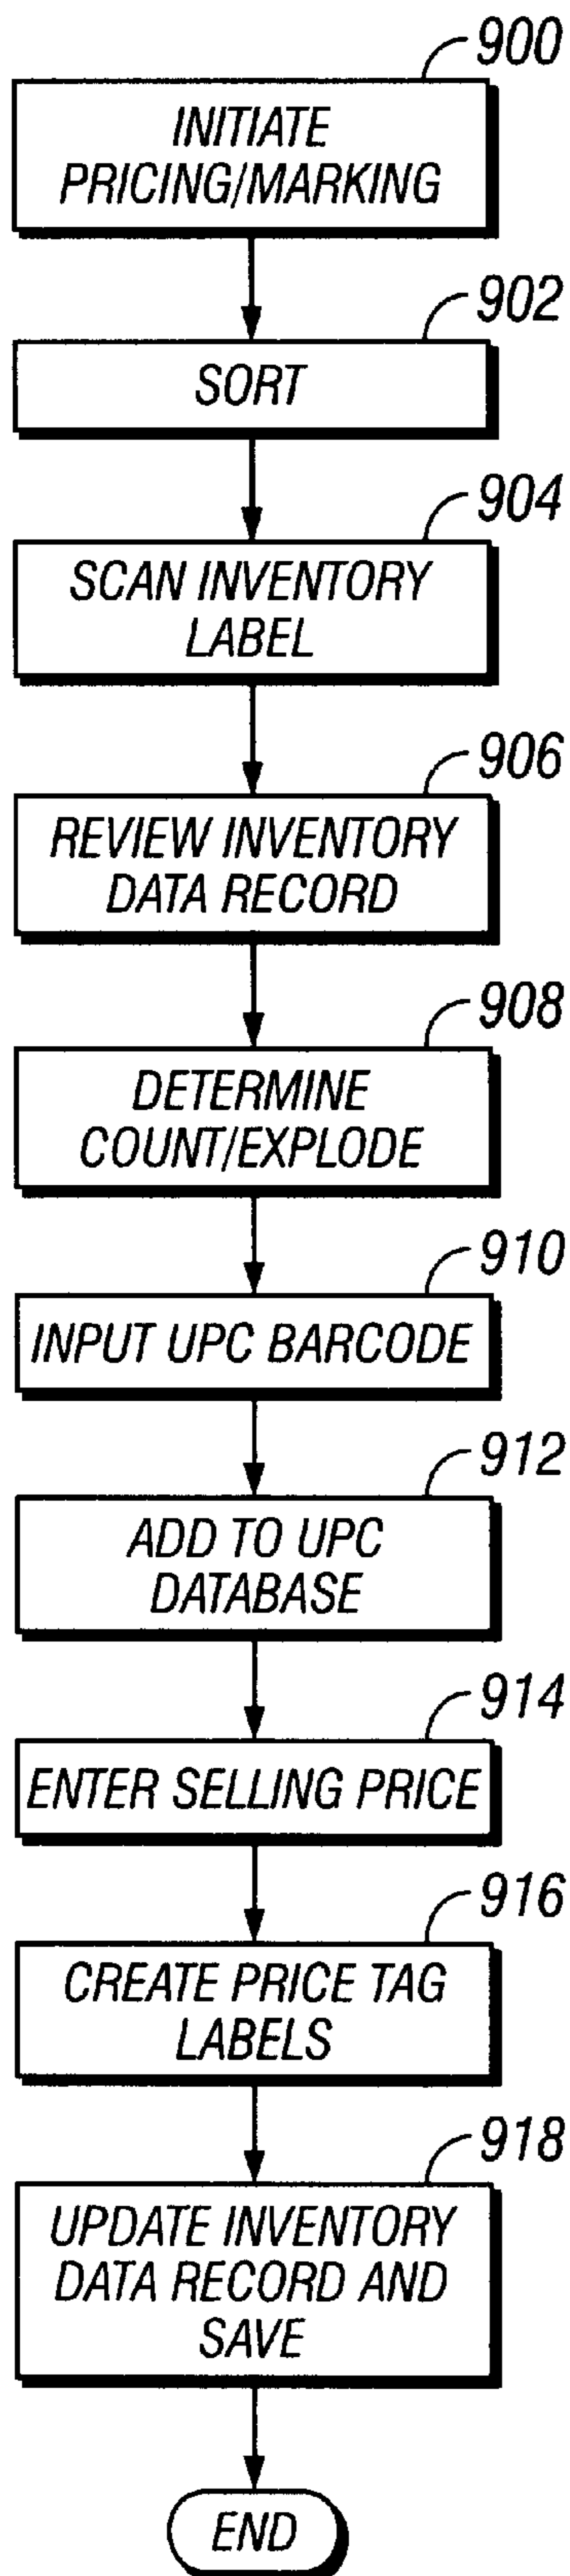 900
INITIATE
PRICING/MARKING
902
SORT
904
SCAN INVENTORY
LABEL
906
REVIEW INVENTORY
DATA RECORD
908
DETERMINE
COUNT/EXPLODE
910
INPUT UPC BARCODE
912
ADD TO UPC
DATABASE
914
ENTER SELLING PRICE
916
CREATE PRICE TAG
LABELS
918
UPDATE INVENTORY
DATA RECORD AND
SAVE
END